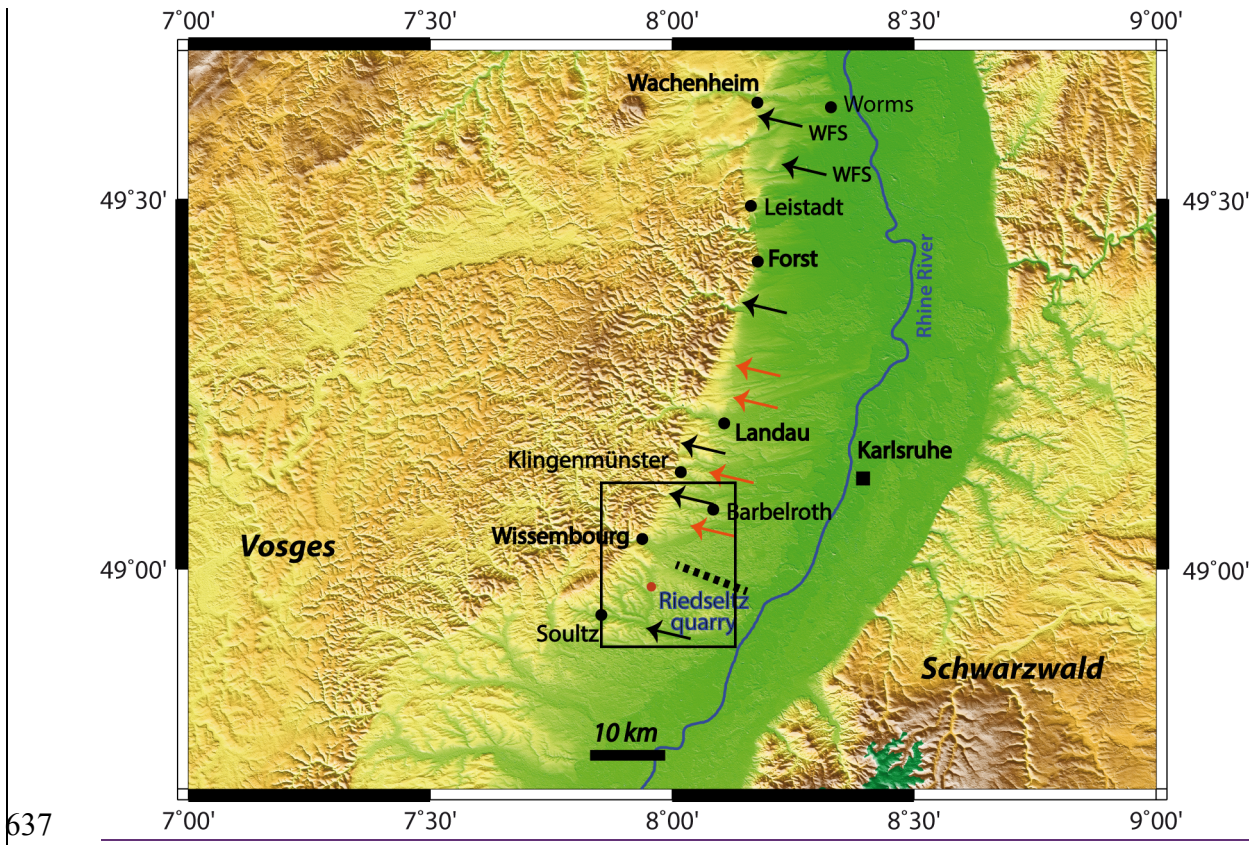 7˚00' 7˚30' 8˚00' 8˚30' 9˚00'
Wachenheim
Worms
WFS
WFS
49˚30' 49˚30'
Leistadt
Forst
Rhine River
Landau
Karlsruhe
Klingenmünster
Barbelroth
Wissembourg
Vosges
49˚00' 49˚00'
Riedseltz
quarry
Soultz
Schwarzwald
10 km
637
7˚00' 7˚30' 8˚00' 8˚30' 9˚00'